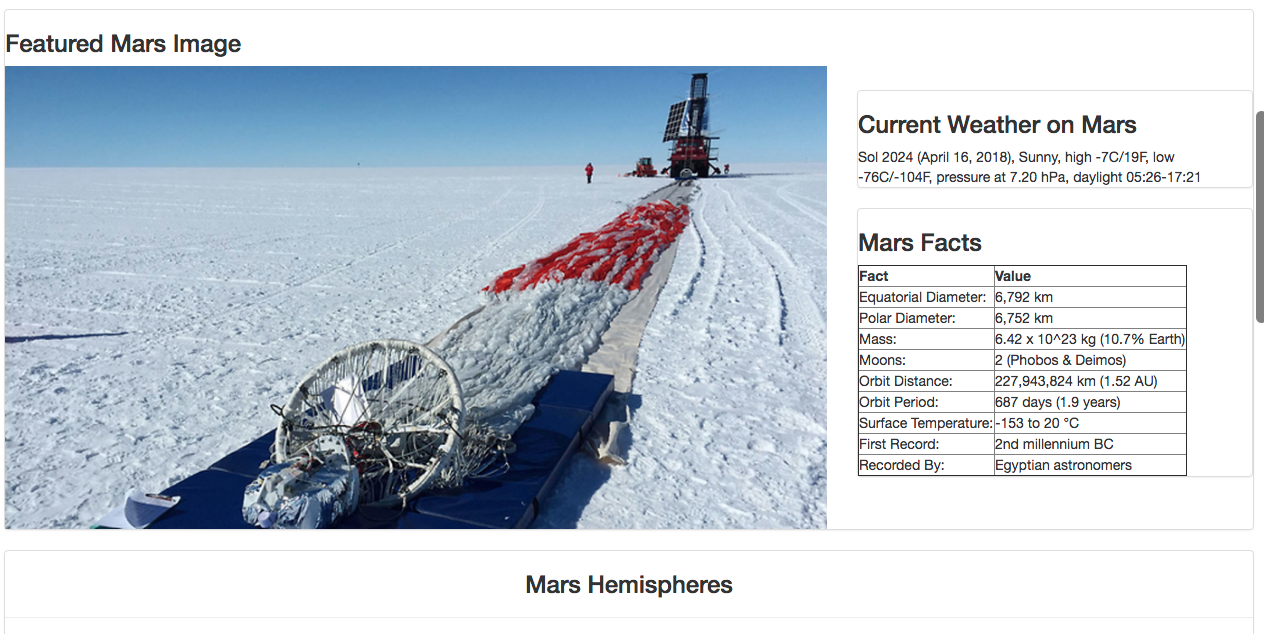 Featured Mars Image
Current Weather on Mars
Sol 2024 (April 16, 2018), Sunny, high -7C/19F, low
-76C/-104F, pressure at 7.20 hPa, daylight 05:26-17:21
Mars Facts
Fact Value
Equatorial Diameter: 6,792 km
Polar Diameter: 6,752 km
Mass: 6.42 x 10^23 kg (10.7% Earth)
Moons: 2 (Phobos & Deimos)
Orbit Distance: 227,943,824 km (1.52 AU)
Orbit Period: 687 days (1.9 years)
Surface Temperature: -153 to 20 °C
First Record: 2nd millennium BC
Recorded By: Egyptian astronomers
Mars Hemispheres